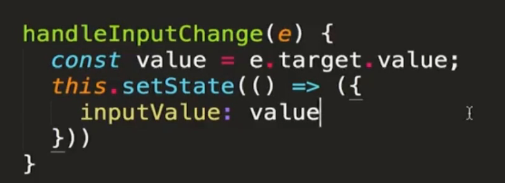 handleInputChange(e) {
  const value = e.target.value;
  this.setState(() => ({
    inputValue: value
  }))
}